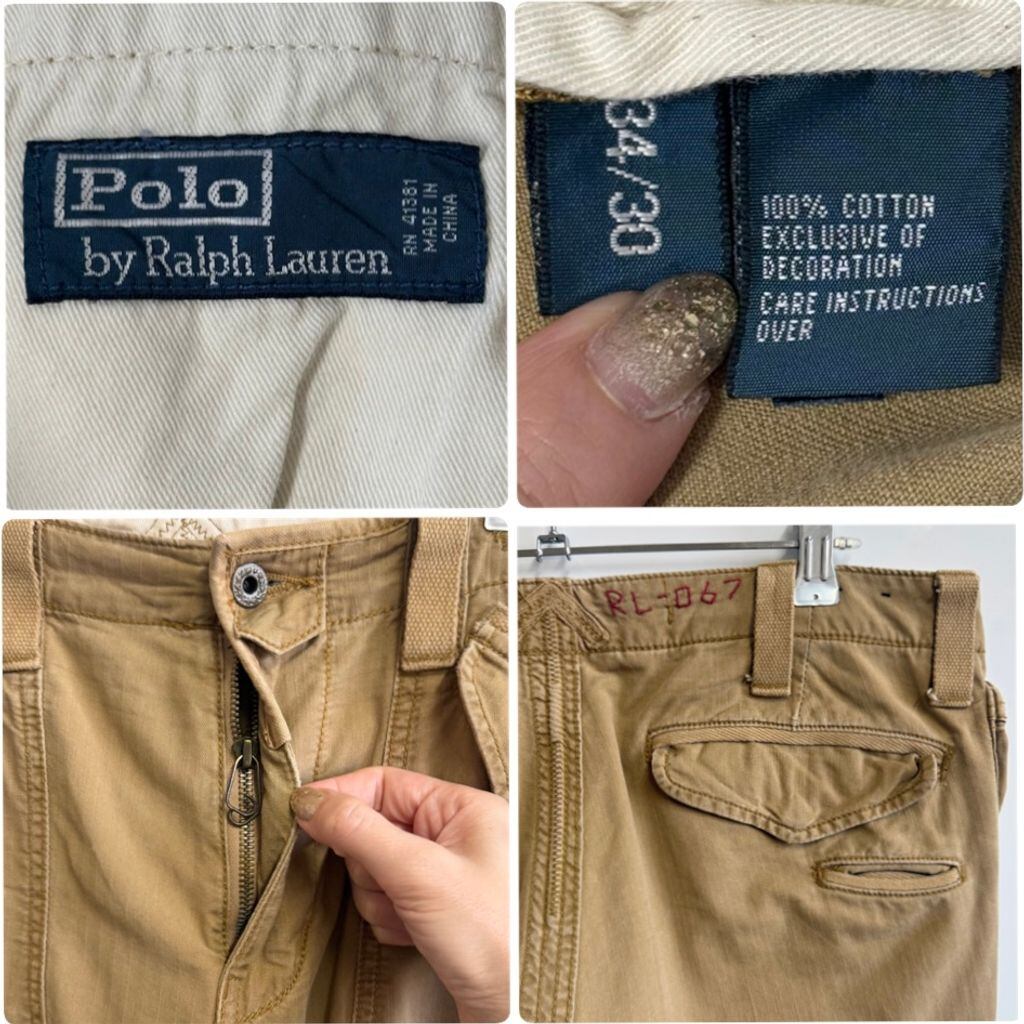 Polo
by Ralph Lauren
RN 41381
MADE IN
CHINA
34/30
100% COTTON
EXCLUSIVE OF
DECORATION
CARE INSTRUCTIONS
OVER
RL-067